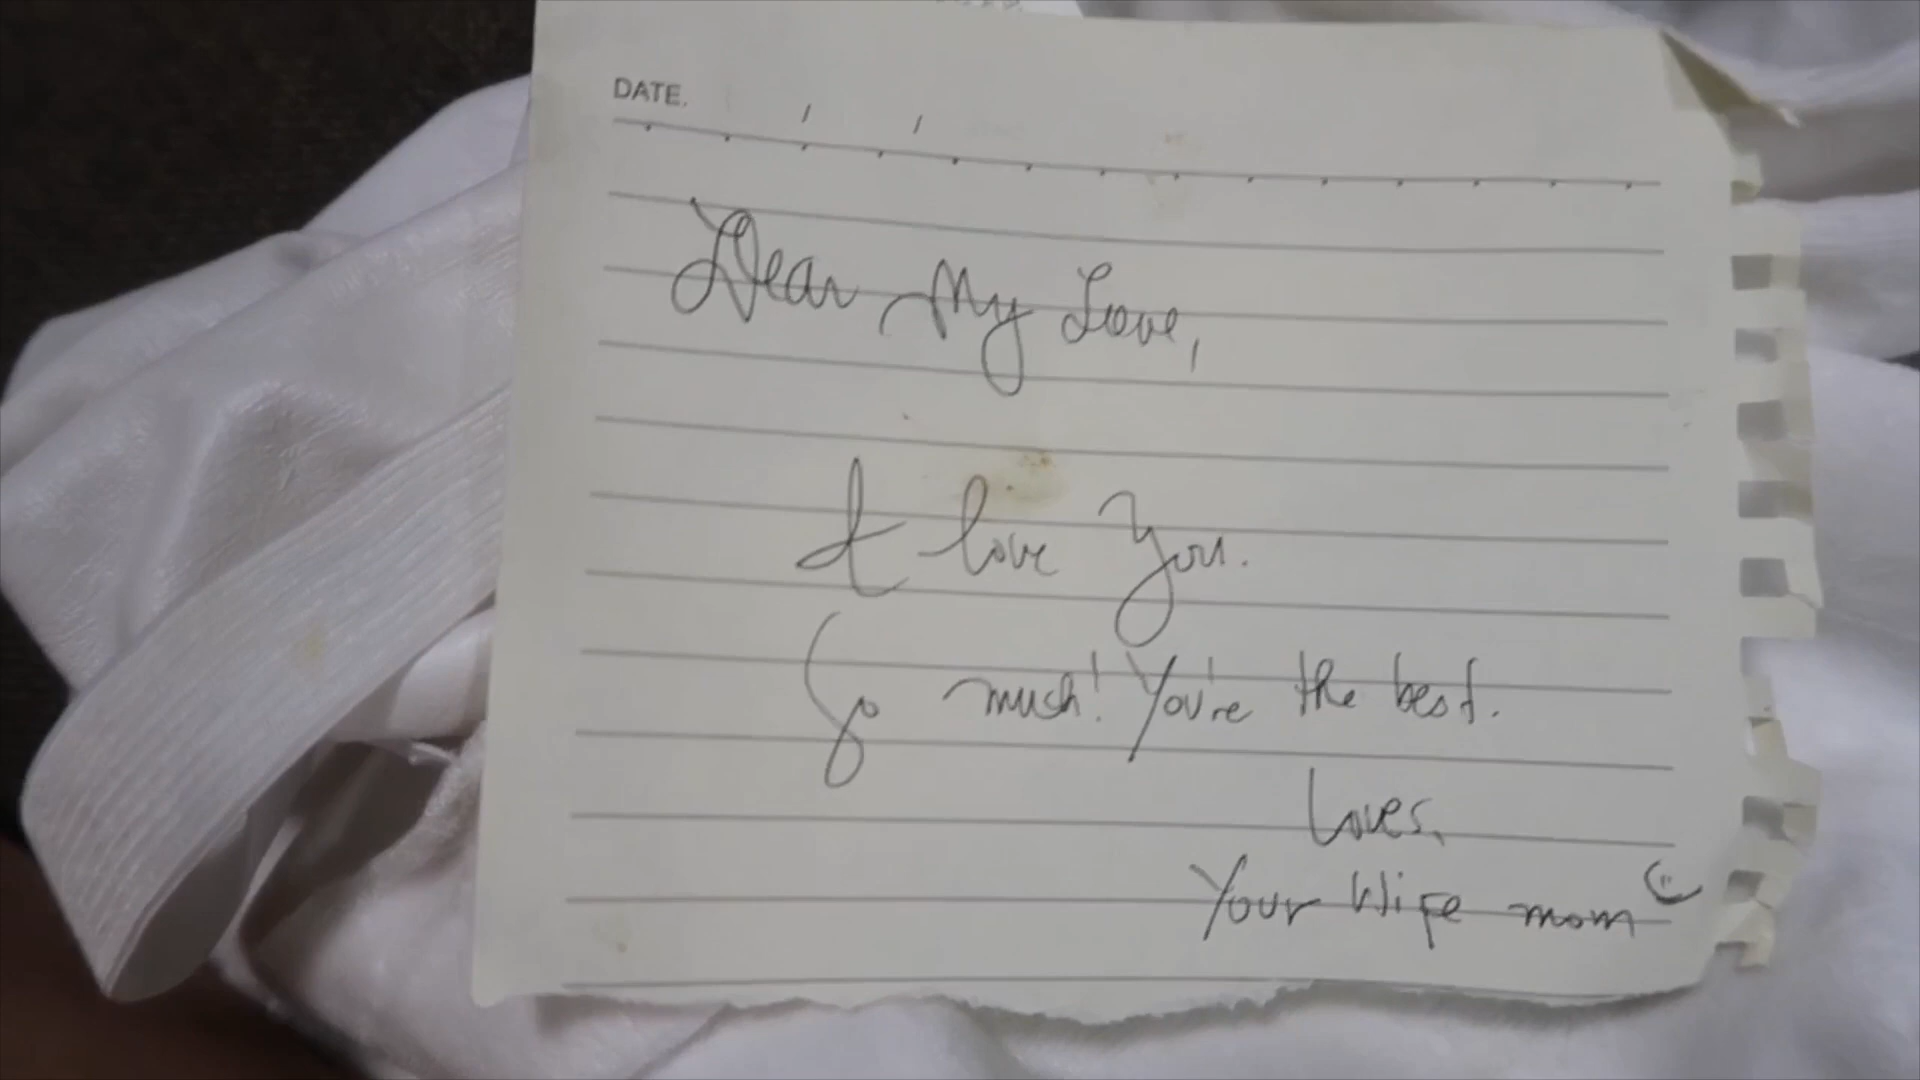 DATE. / /
Dear My Love,
I love You.
So much! You're the best.
Loves,
Your Wife mom